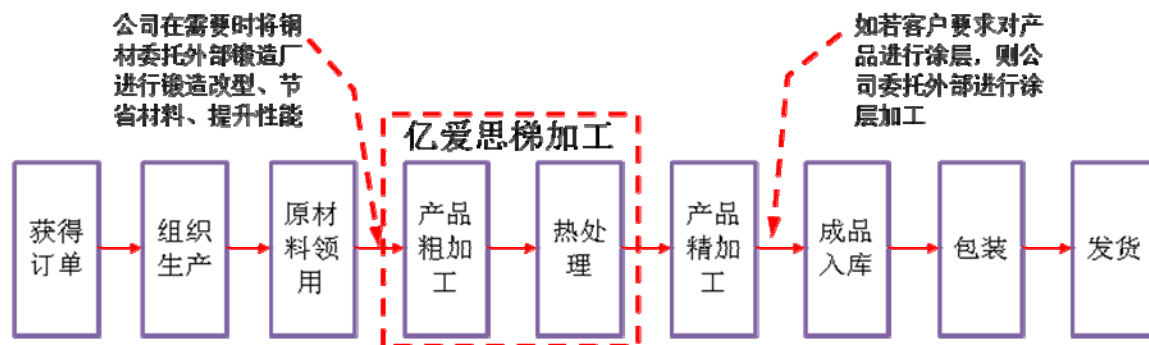 公司在需要时将钢
材委托外部锻造厂
进行锻造改型、节
省材料、提升性能
如若客户要求对产
品进行涂层，则公
司委托外部进行涂
层加工
亿爱思梯加工
获得
订单
组织
生产
原材
料领
用
产品
粗加
工
热处
理
产品
精加
工
成品
入库
包装
发货